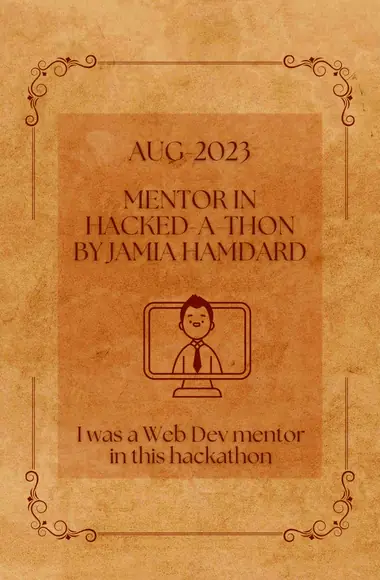 AUG-2023
MENTOR IN
HACKED-A-THON
BY JAMIA HAMDARD
I was a Web Dev mentor
in this hackathon